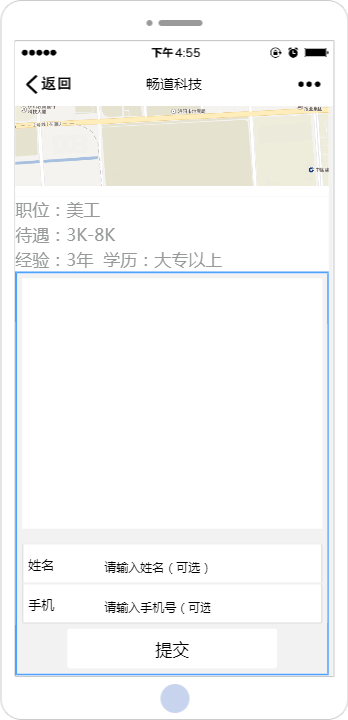 下午 4:55
返回
畅道科技
职位：美工
待遇：3K-8K
经验：3年 学历：大专以上
姓名
请输入姓名（可选）
手机
请输入手机号（可选
提交